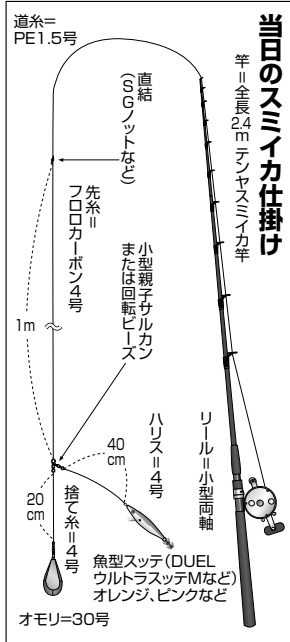 当日のスミイカ仕掛け
竿=全長2.4m テンヤスミイカ竿
道糸=
PE1.5号
直結
(SGノットなど)
先糸=
フロロカーボン4号
1m
小型親子サルカン
または回転ビーズ
リール=小型両軸
ハリス=4号
40
cm
20
cm
捨て糸=4号
魚型スッテ(DUEL
ウルトラスッテMなど)
オレンジ、ピンクなど
オモリ=30号